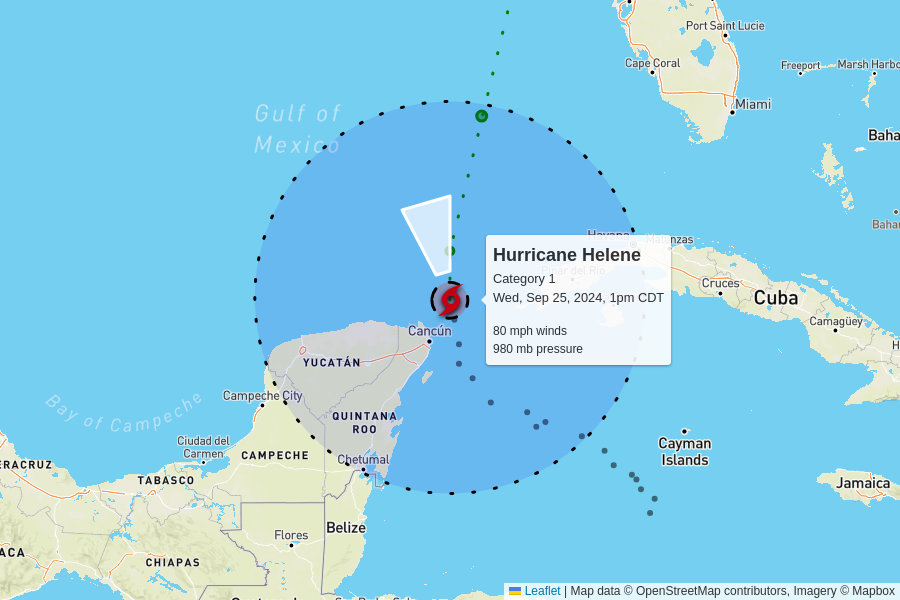 Port Saint Lucie
Cape Coral
Freeport
Marsh Harbo
Miami
Gulf of
Mexico
Baha
Bahar
Havana
Matanzas
Hurricane Helene
Category 1
Wed, Sep 25, 2024, 1pm CDT
80 mph winds
980 mb pressure
Pinar del Río
Cruces
Cuba
Camagüey
H
Cancún
YUCATÁN
Campeche City
Bay of Campeche
QUINTANA
ROO
Ciudad del
Carmen
CAMPECHE
Chetumal
Cayman
Islands
ERACRUZ
TABASCO
Jamaica
Belize
Flores
ACA
CHIAPAS
Leaflet | Map data © OpenStreetMap contributors, Imagery © Mapbox